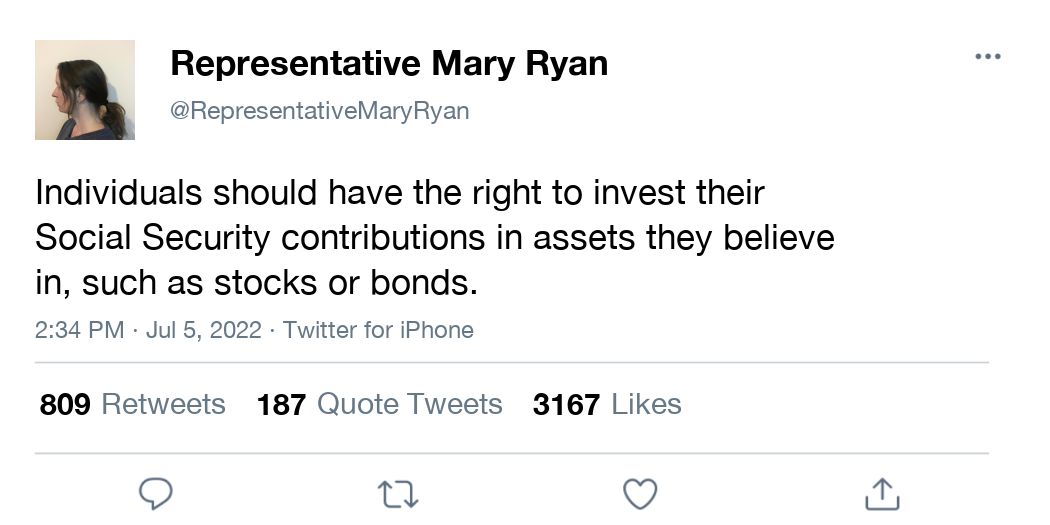 Representative Mary Ryan
@RepresentativeMaryRyan
Individuals should have the right to invest their
Social Security contributions in assets they believe
in, such as stocks or bonds.
2:34 PM · Jul 5, 2022 · Twitter for iPhone
809 Retweets 187 Quote Tweets 3167 Likes